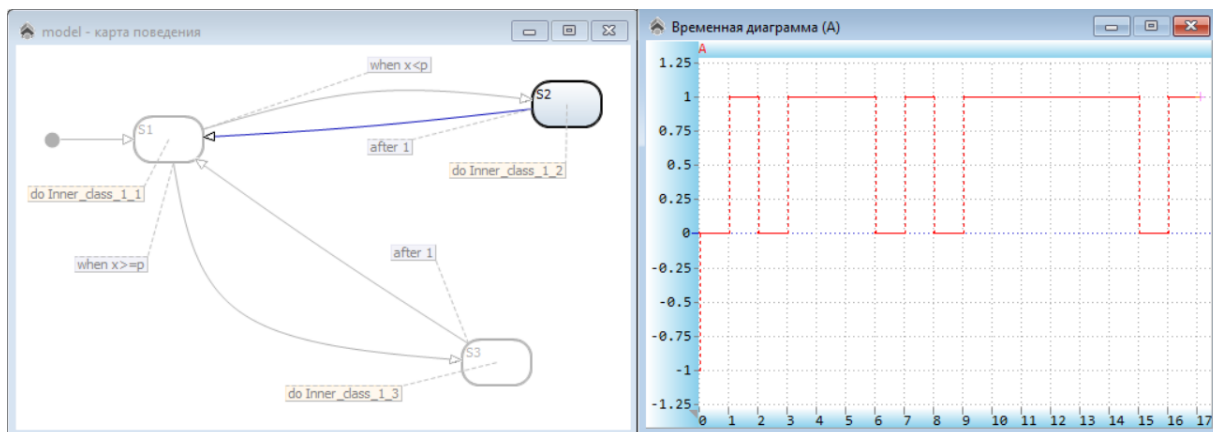 model - карта поведения
when x<p
S2
S1
after 1
do Inner_class_1_2
do Inner_class_1_1
after 1
when x>=p
S3
do Inner_class_1_3
Временная диаграмма (A)
A
1.25
1
0.75
0.5
0.25
0
-0.25
-0.5
-0.75
-1
-1.25
0 1 2 3 4 5 6 7 8 9 10 11 12 13 14 15 16 17